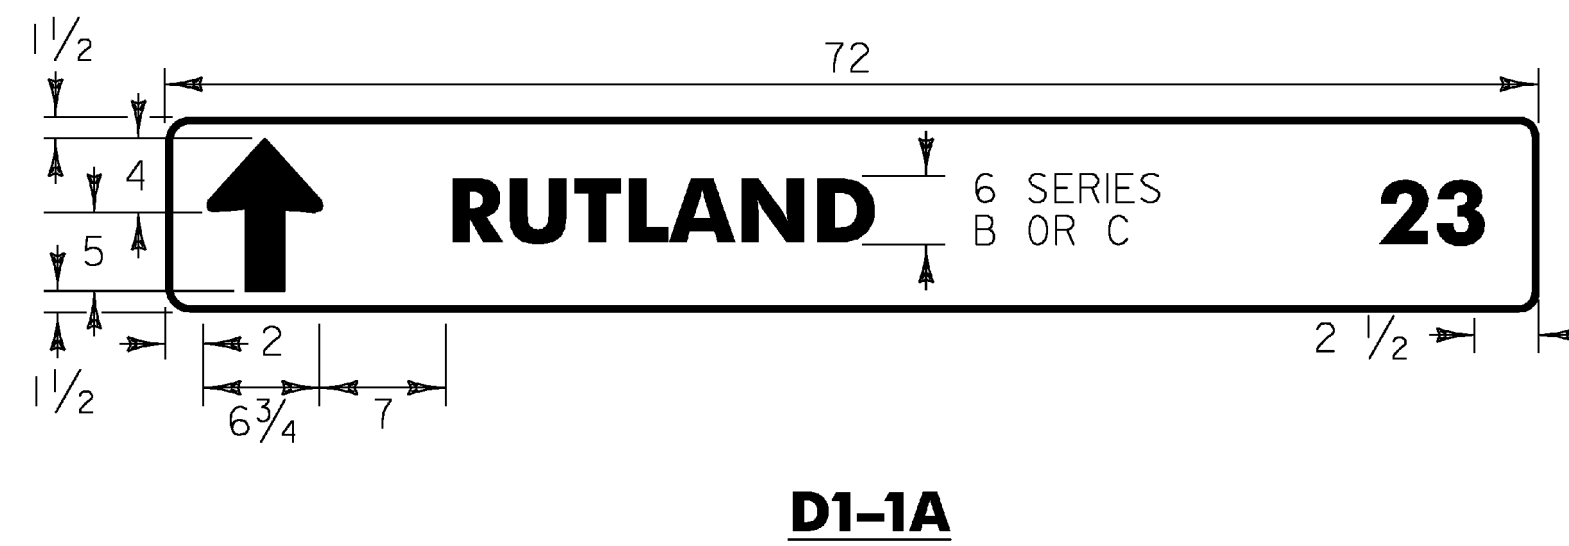 1 1/2
72
4
RUTLAND
6 SERIES
B OR C
23
5
2
2 1/2
1 1/2
6 3/4
7
D1-1A